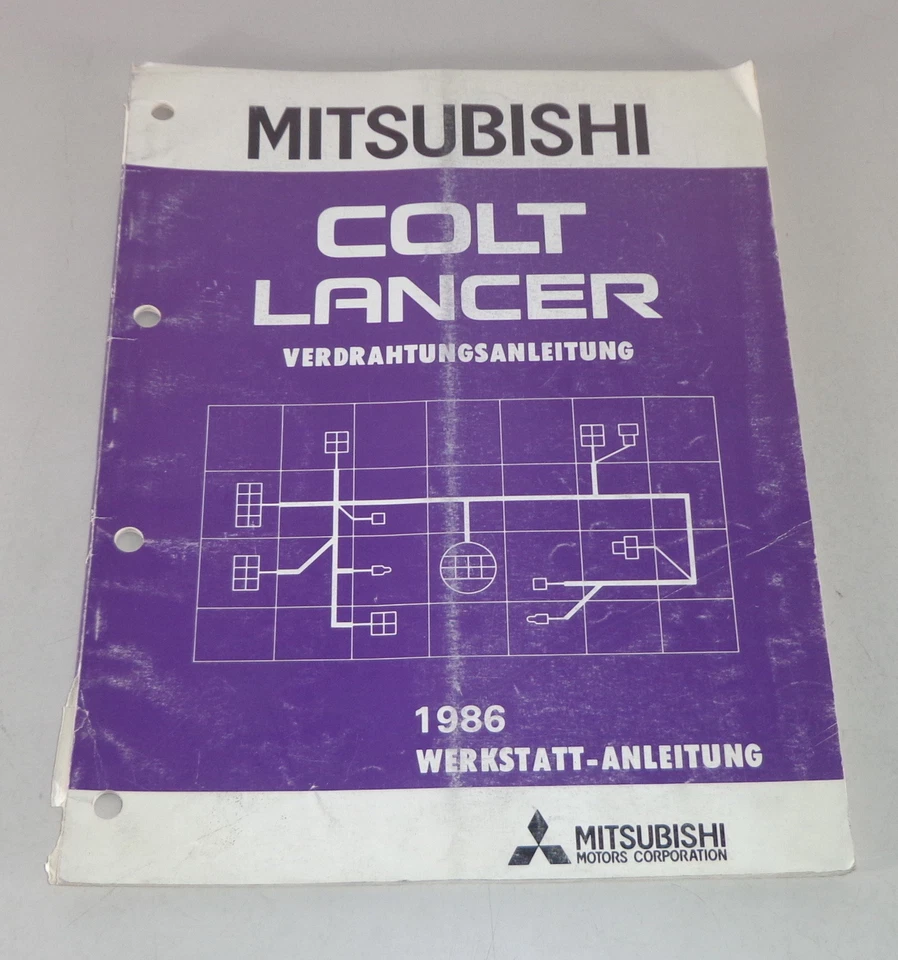 MITSUBISHI
COLT
LANCER
VERDRAHTUNGSANLEITUNG
1986
WERKSTATT-ANLEITUNG
MITSUBISHI
MOTORS CORPORATION